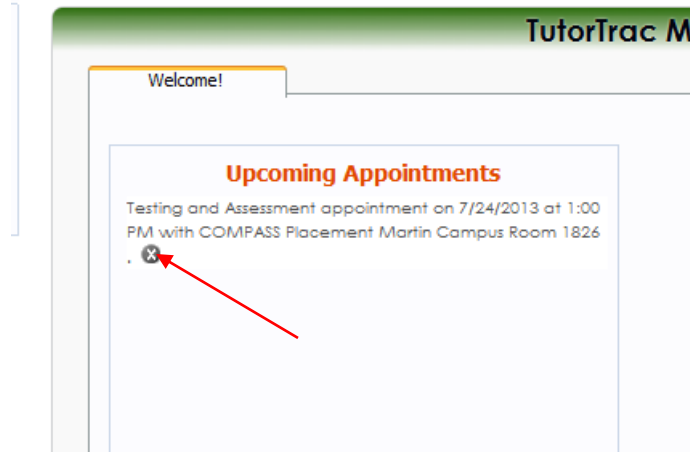 TutorTrac M
Welcome!
Upcoming Appointments
Testing and Assessment appointment on 7/24/2013 at 1:00
PM with COMPASS Placement Martin Campus Room 1826
.